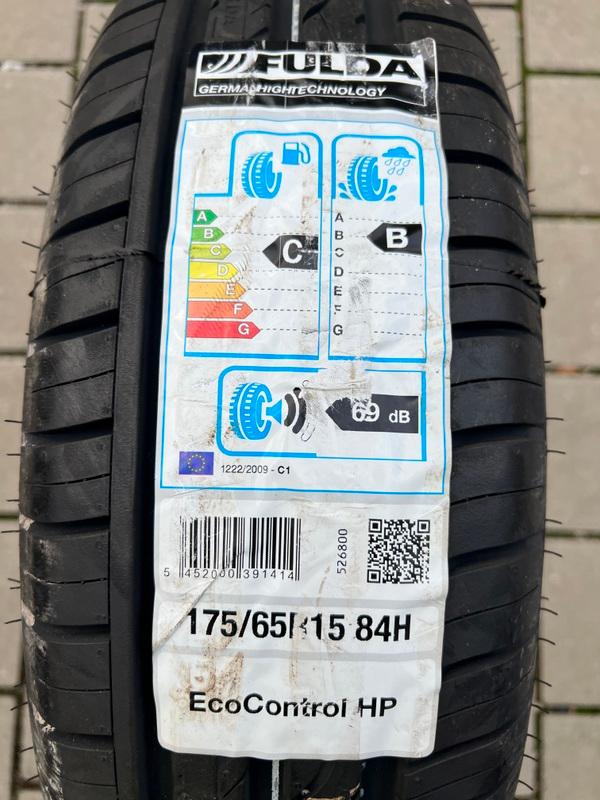 FULDA
GERMAN HIGHTECHNOLOGY
A
B
C
D
E
F
G
C
A
B
C
D
E
F
G
B
69 dB
1222/2009 - C1
5 452000 391414
526800
175/65R15 84H
EcoControl HP